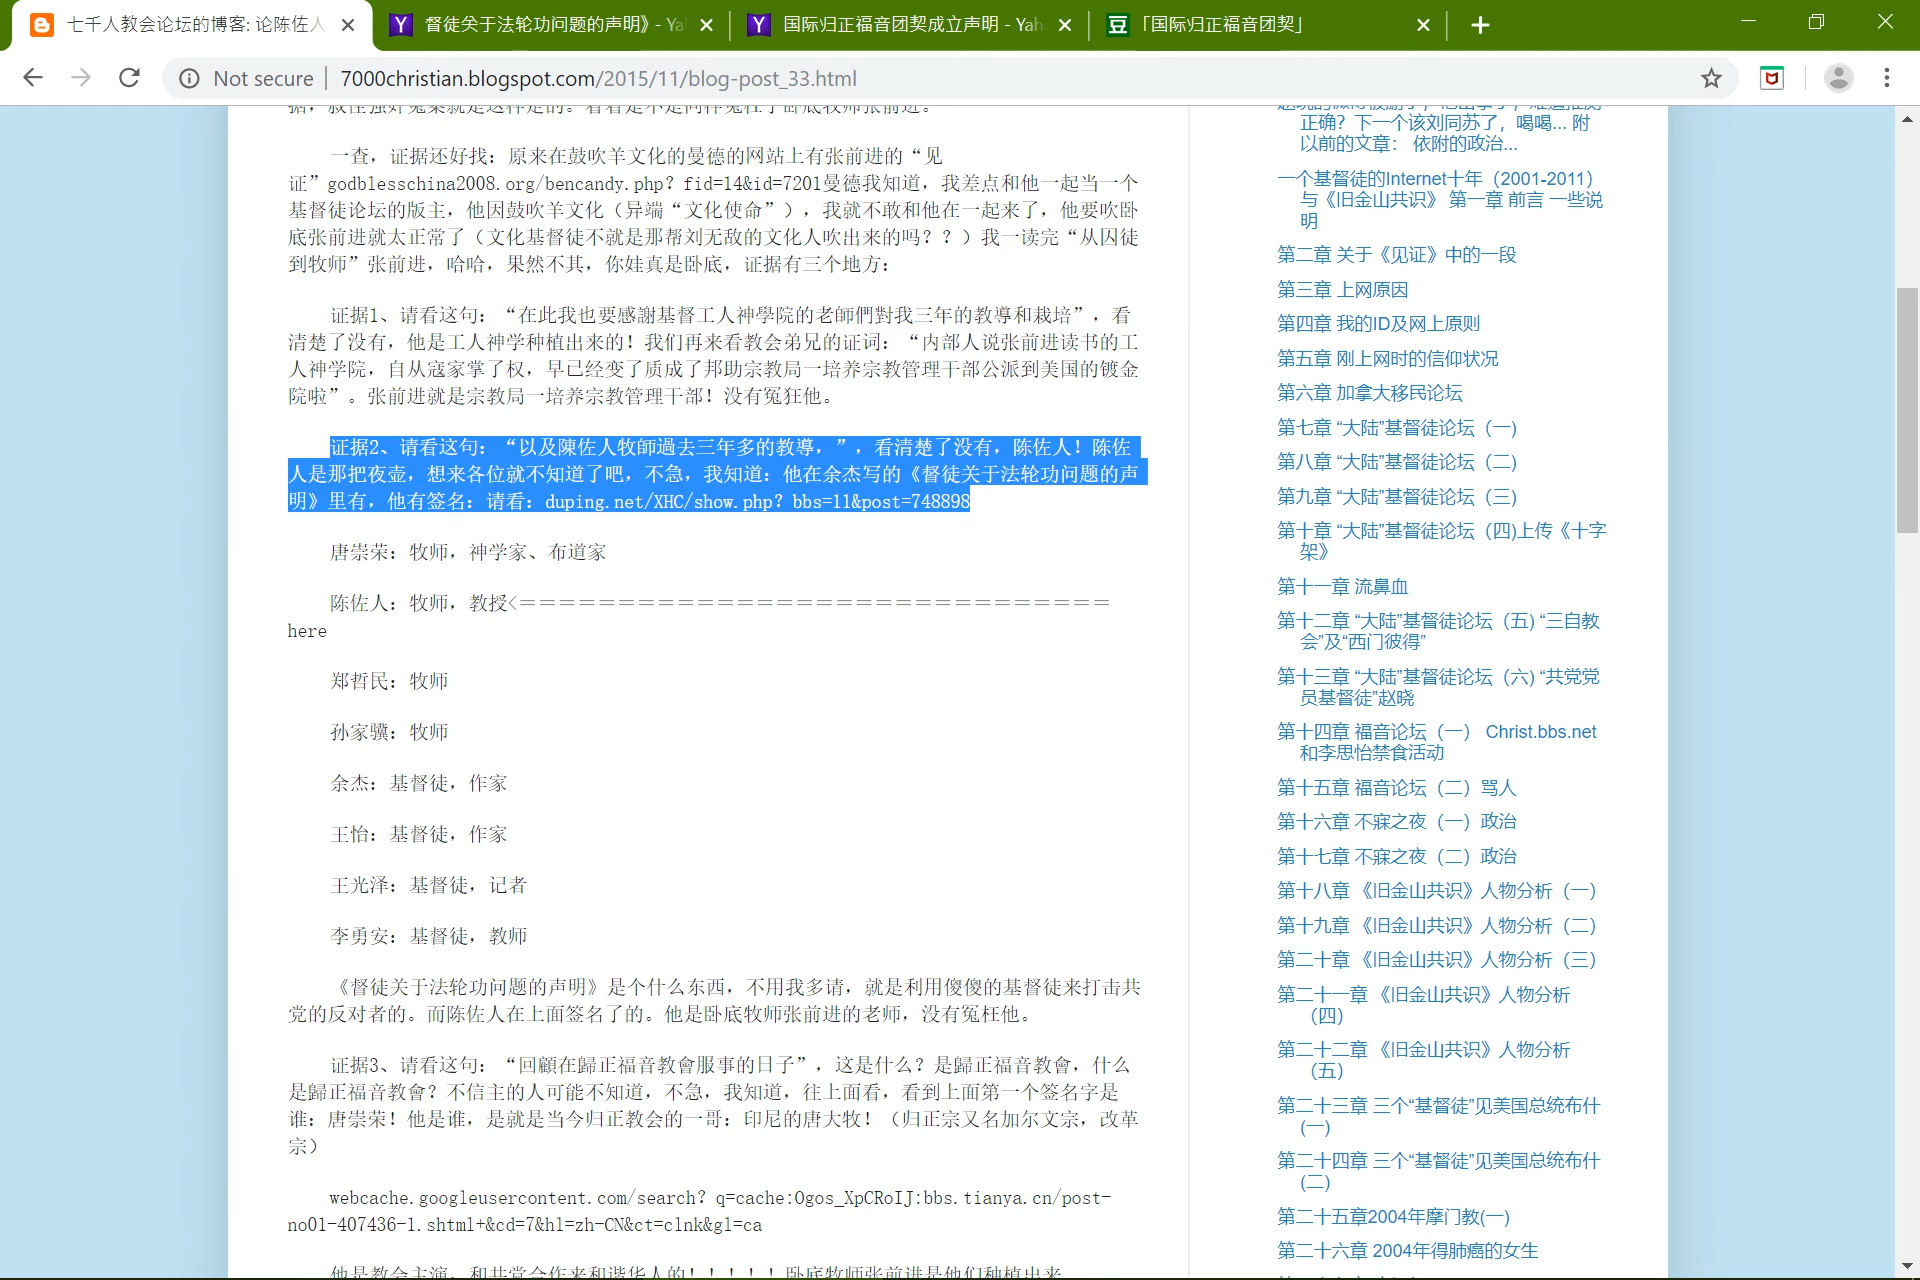 七千人教会论坛的博客: 论陈佐人
督徒关于法轮功问题的声明》 - Ya
国际归正福音团契成立声明 - Yah
「国际归正福音团契」
Not secure
7000christian.blogspot.com/2015/11/blog-post_33.html
一查，证据还好找：原来在鼓吹羊文化的曼德的网站上有张前进的“见
证”godblesschina2008.org/bencandy.php？fid=14&id=7201曼德我知道，我差点和他一起当一个
基督徒论坛的版主，他因鼓吹羊文化（异端“文化使命”），我就不敢和他在一起来了，他要吹卧
底张前进就太正常了（文化基督徒不就是那帮刘无敌的文化人吹出来的吗？？）我一读完“从囚徒
到牧师”张前进，哈哈，果然不其，你娃真是卧底，证据有三个地方：
证据1、请看这句：“在此我也要感謝基督工人神學院的老師們對我三年的教導和栽培”，看
清楚了没有，他是工人神学种植出来的！我们再来看教会弟兄的证词：“内部人说张前进读书的工
人神学院，自从寇家掌了权，早已经变了质成了邦助宗教局一培养宗教管理干部公派到美国的镀金
院啦”。张前进就是宗教局一培养宗教管理干部！没有冤狂他。
证据2、请看这句：“以及陳佐人牧師過去三年多的教導，”，看清楚了没有，陈佐人！陈佐
人是那把夜壶，想来各位就不知道了吧，不急，我知道：他在余杰写的《督徒关于法轮功问题的声
明》里有，他有签名：请看：duping.net/XHC/show.php？bbs=11&post=748898
唐崇荣：牧师，神学家、布道家
陈佐人：牧师，教授<＝＝＝＝＝＝＝＝＝＝＝＝＝＝＝＝＝＝＝＝＝＝＝＝＝＝＝＝＝＝
here
郑哲民：牧师
孙家骥：牧师
余杰：基督徒，作家
王怡：基督徒，作家
王光泽：基督徒，记者
李勇安：基督徒，教师
《督徒关于法轮功问题的声明》是个什么东西，不用我多请，就是利用傻傻的基督徒来打击共
党的反对者的。而陈佐人在上面签名了的。他是卧底牧师张前进的老师，没有冤枉他。
证据3、请看这句：“回顧在歸正福音教會服事的日子”，这是什么？是歸正福音教會，什么
是歸正福音教會？不信主的人可能不知道，不急，我知道，往上面看，看到上面第一个签名字是
谁：唐崇荣！他是谁，是就是当今归正教会的一哥：印尼的唐大牧！（归正宗又名加尔文宗，改革
宗）
webcache.googleusercontent.com/search？q=cache:Ogos_XpCRoIJ:bbs.tianya.cn/post-
no01-407436-1.shtml+&cd=7&hl=zh-CN&ct=clnk&gl=ca
他是教会主演，和共党合作来和谐华人的！！！！！卧底牧师张前进是他们种植出来
正确？下一个该刘同苏了，喝喝... 附
以前的文章： 依附的政治...
一个基督徒的Internet十年（2001-2011）
与《旧金山共识》 第一章 前言 一些说
明
第二章 关于《见证》中的一段
第三章 上网原因
第四章 我的ID及网上原则
第五章 刚上网时的信仰状况
第六章 加拿大移民论坛
第七章 “大陆”基督徒论坛（一）
第八章 “大陆”基督徒论坛（二）
第九章 “大陆”基督徒论坛（三）
第十章 “大陆”基督徒论坛（四)上传《十字
架》
第十一章 流鼻血
第十二章 “大陆”基督徒论坛（五) “三自教
会”及“西门彼得”
第十三章 “大陆”基督徒论坛（六) “共党党
员基督徒”赵晓
第十四章 福音论坛（一） Christ.bbs.net
和李思怡禁食活动
第十五章 福音论坛（二）骂人
第十六章 不寐之夜（一）政治
第十七章 不寐之夜（二）政治
第十八章 《旧金山共识》人物分析（一）
第十九章 《旧金山共识》人物分析（二）
第二十章 《旧金山共识》人物分析（三）
第二十一章 《旧金山共识》人物分析
（四）
第二十二章 《旧金山共识》人物分析
（五）
第二十三章 三个“基督徒”见美国总统布什
(一)
第二十四章 三个“基督徒”见美国总统布什
(二)
第二十五章2004年摩门教(一)
第二十六章 2004年得肺癌的女生